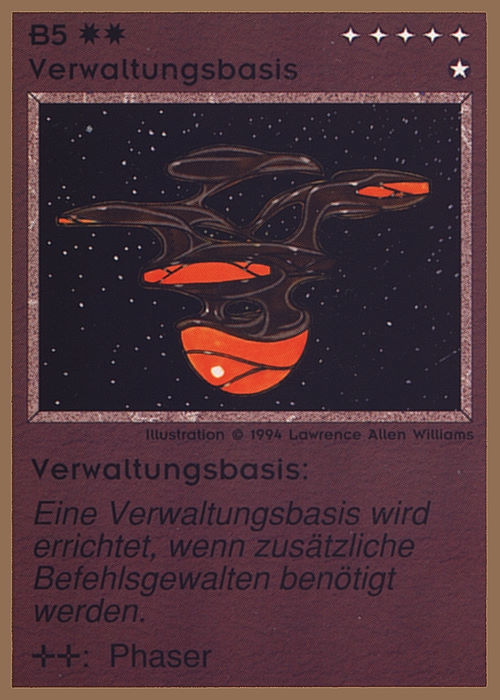 B5 ✷✷
Verwaltungsbasis
Illustration © 1994 Lawrence Allen Williams
Verwaltungsbasis:
Eine Verwaltungsbasis wird
errichtet, wenn zusätzliche
Befehlsgewalten benötigt
werden.
✢✢: Phaser